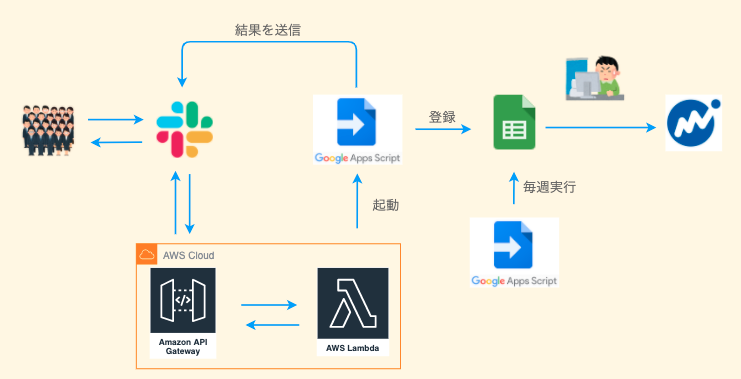 結果を送信
Google Apps Script
登録
起動
毎週実行
Google Apps Script
AWS Cloud
Amazon API
Gateway
AWS Lambda